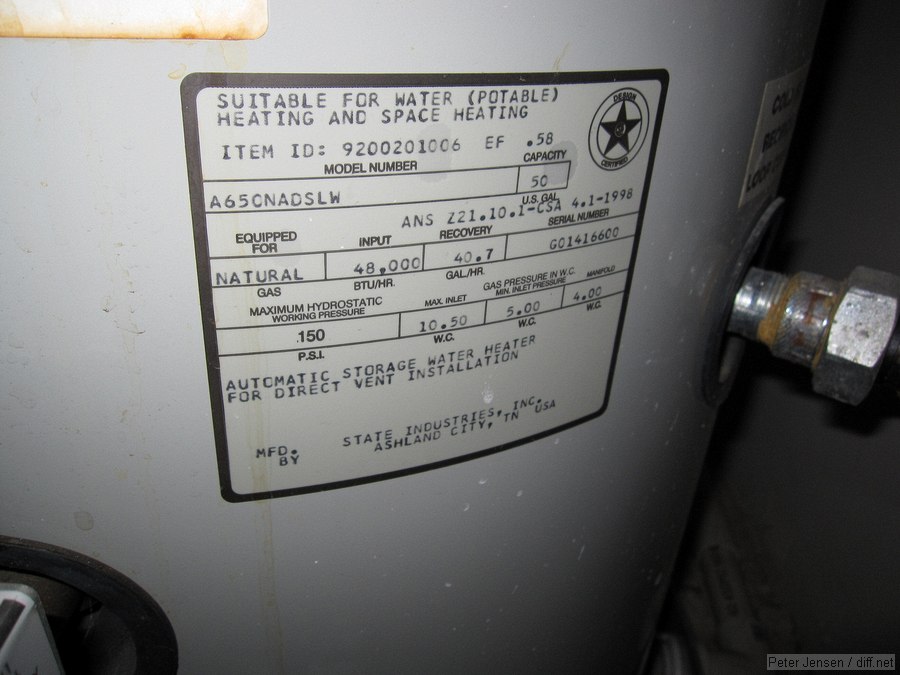 SUITABLE FOR WATER (POTABLE)
HEATING AND SPACE HEATING
DESIGN CERTIFIED
ITEM ID: 9200201006 EF .58
MODEL NUMBER CAPACITY
A650NADSLW 50
U.S. GAL.
ANS Z21.10.1-CSA 4.1-1998
EQUIPPED FOR INPUT RECOVERY SERIAL NUMBER
NATURAL 48,000 40.7 G01416600
GAS BTU/HR. GAL/HR.
GAS PRESSURE IN W.C.
MAXIMUM HYDROSTATIC WORKING PRESSURE MAX. INLET MIN. INLET PRESSURE MANIFOLD
150 10.50 5.00 4.00
P.S.I. W.C. W.C. W.C.
AUTOMATIC STORAGE WATER HEATER
FOR DIRECT VENT INSTALLATION
MFD. BY STATE INDUSTRIES, INC.
ASHLAND CITY, TN USA
Peter Jensen / diff.net